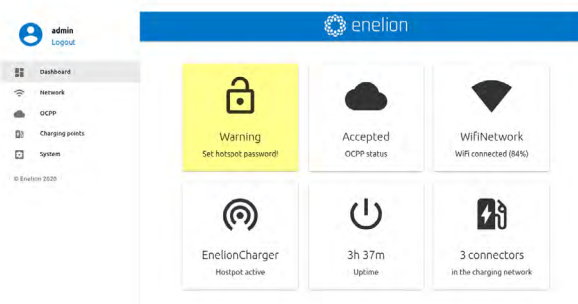 admin
Logout
Dashboard
Network
OCPP
Charging points
System
© Enelion 2020
enelion
Warning
Set hotspot password!
Accepted
OCPP status
WifiNetwork
WiFi connected (84%)
EnelionCharger
Hostpot active
3h 37m
Uptime
3 connectors
in the charging network